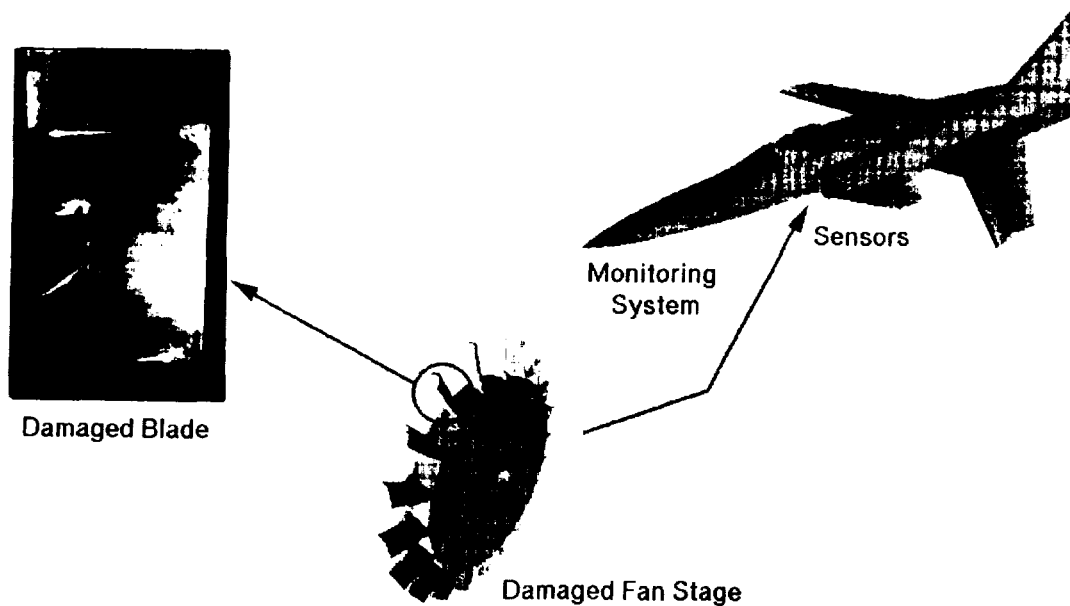 Sensors
Monitoring
System
Damaged Blade
Damaged Fan Stage